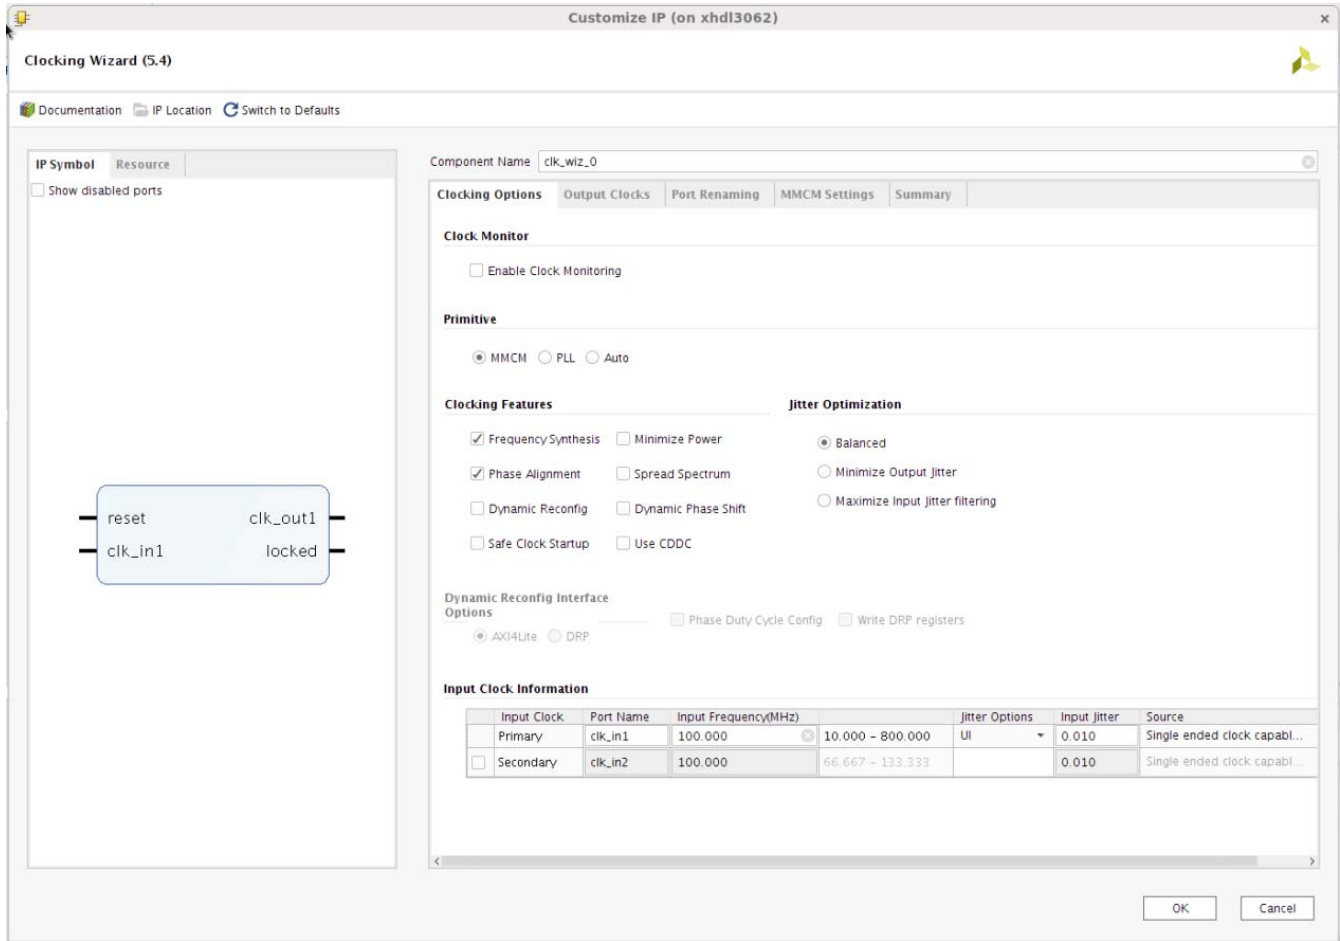 Customize IP (on xhdl3062)
Clocking Wizard (5.4)
Documentation IP Location Switch to Defaults
IP Symbol Resource
Show disabled ports
reset clk_out1
clk_in1 locked
Component Name clk_wiz_0
Clocking Options Output Clocks Port Renaming MMCM Settings Summary
Clock Monitor
Enable Clock Monitoring
Primitive
MMCM PLL Auto
Clocking Features Jitter Optimization
Frequency Synthesis Minimize Power Balanced
Phase Alignment Spread Spectrum Minimize Output Jitter
Dynamic Reconfig Dynamic Phase Shift Maximize Input Jitter filtering
Safe Clock Startup Use CDDC
Dynamic Reconfig Interface
Options
Phase Duty Cycle Config Write DRP registers
AXI4Lite DRP
Input Clock Information
Input Clock Port Name Input Frequency(MHz) Jitter Options Input Jitter Source
Primary clk_in1 100.000 10.000 - 800.000 UI 0.010 Single ended clock capabl...
Secondary clk_in2 100.000 66.667 - 133.333 0.010 Single ended clock capabl...
OK Cancel